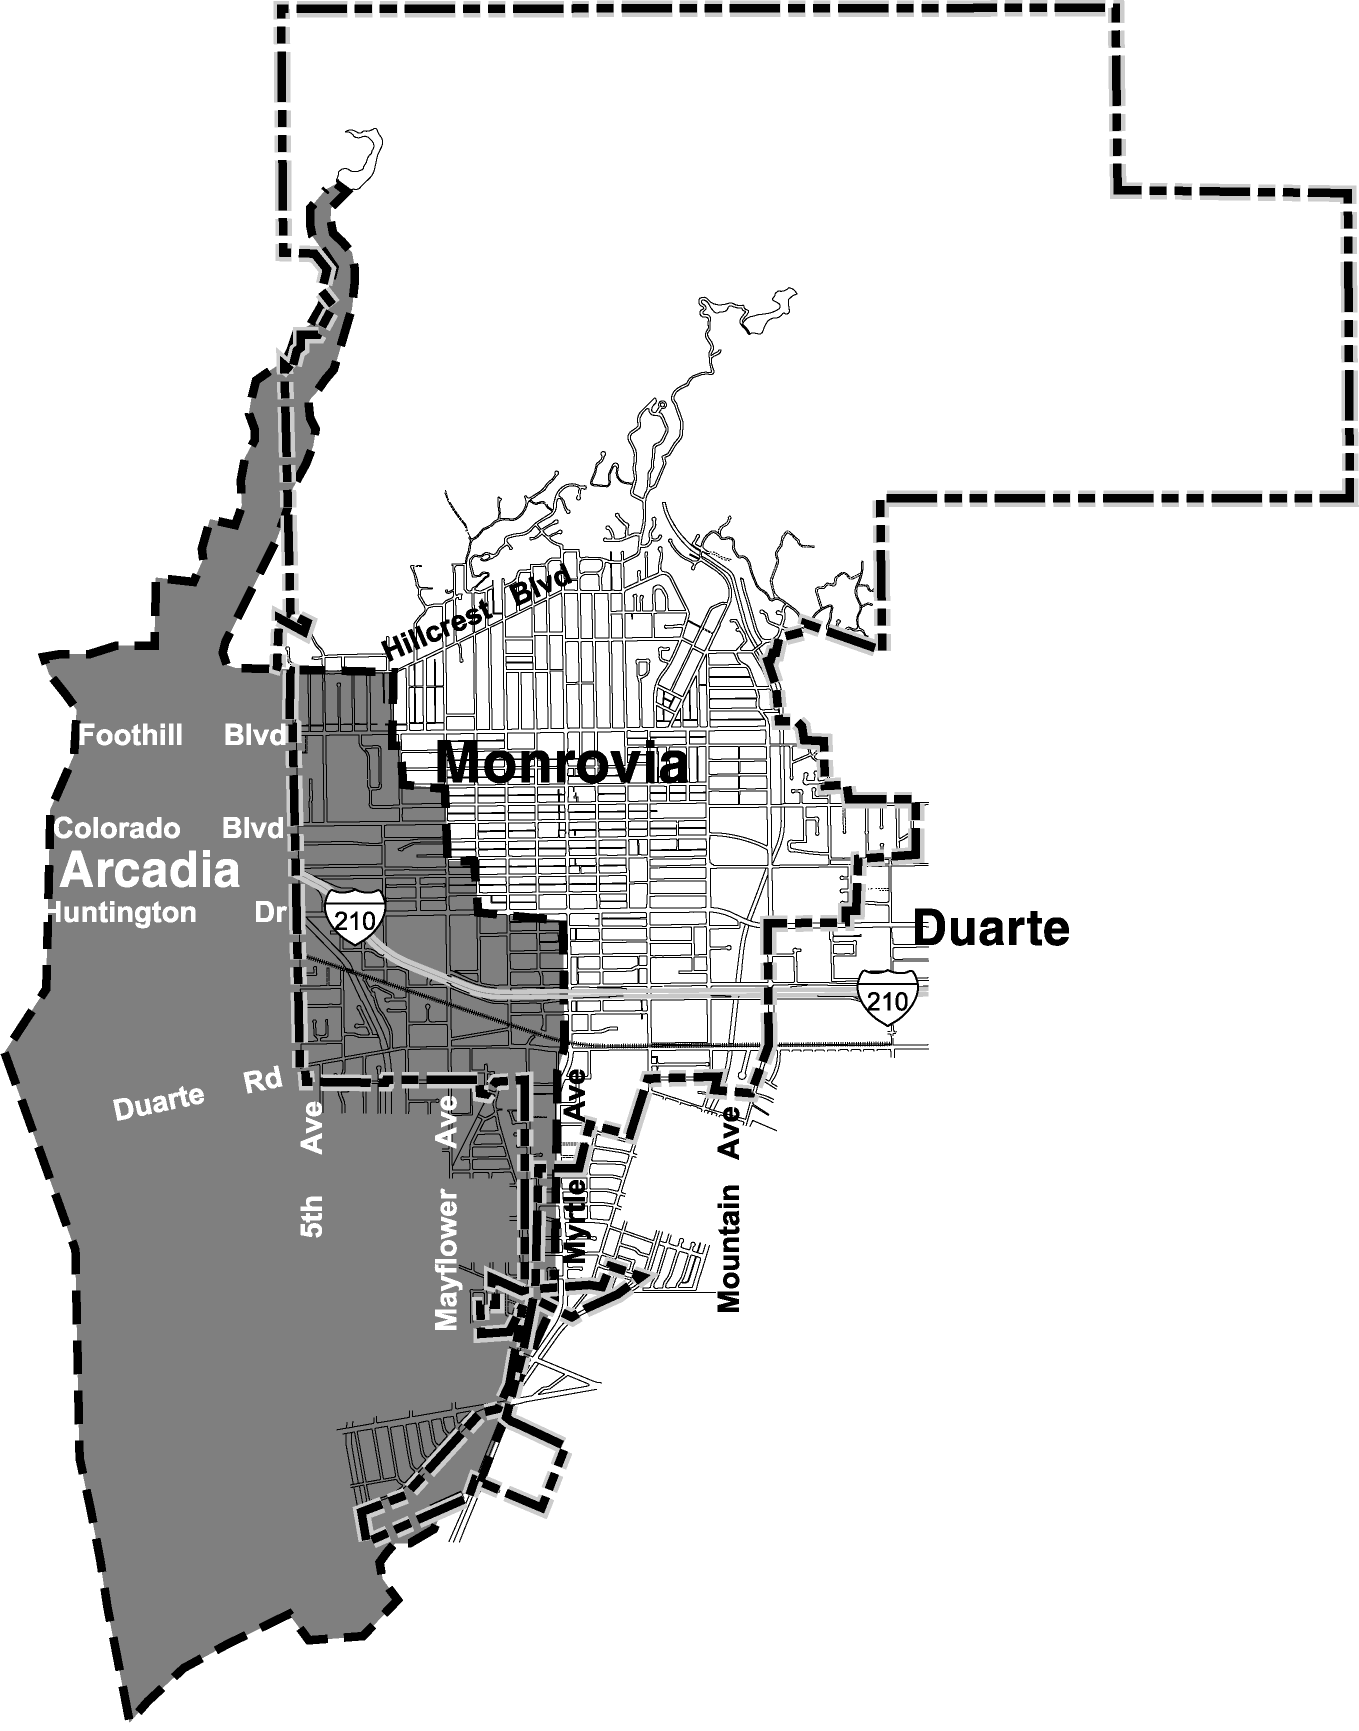 Hillcrest Blvd
Foothill Blvd
Monrovia
Colorado Blvd
Arcadia
Huntington Dr
210
Duarte
210
Duarte Rd
5th Ave
Mayflower Ave
Myrtle Ave
Mountain Ave